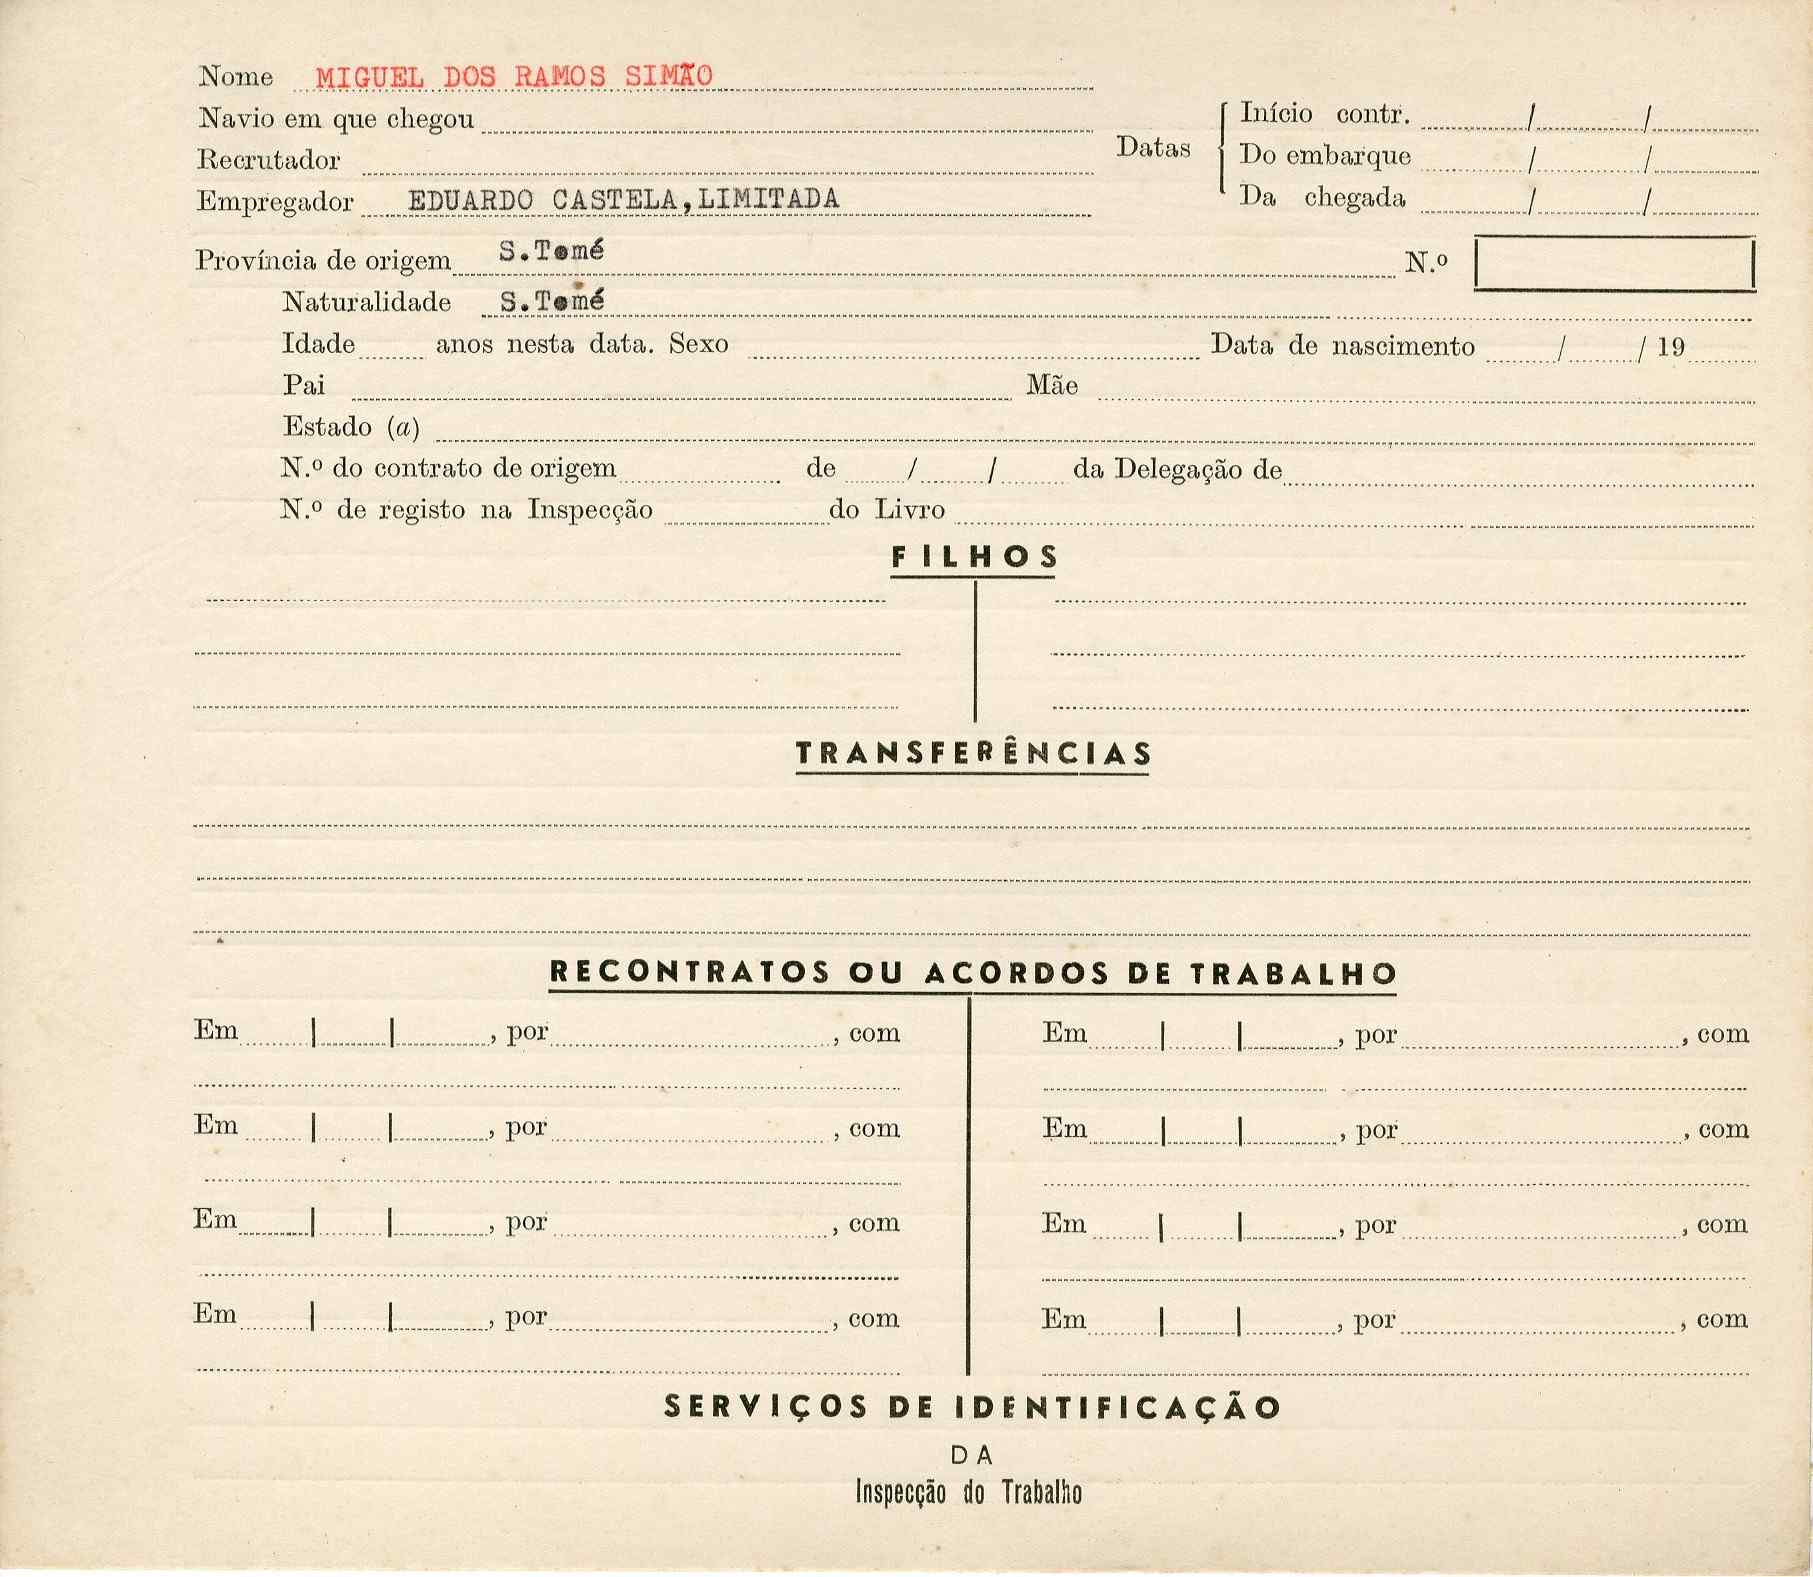 Nome MIGUEL DOS RAMOS SIMÃO
Navio em que chegou
Recrutador
Empregador EDUARDO CASTELA,LIMITADA
Datas
Início contr. / /
Do embarque / /
Da chegada / /
Província de origem S.Tomé N.º
Naturalidade S.Tomé
Idade anos nesta data. Sexo Data de nascimento / / 19
Pai Mãe
Estado (a)
N.º do contrato de origem de / / da Delegação de
N.º de registo na Inspecção do Livro
FILHOS
TRANSFERÊNCIAS
RECONTRATOS OU ACORDOS DE TRABALHO
Em | | , por , com Em | | , por , com
Em | | , por , com Em | | , por , com
Em | | , por , com Em | | , por , com
Em | | , por , com Em | | , por , com
SERVIÇOS DE IDENTIFICAÇÃO
DA
Inspecção do Trabalho